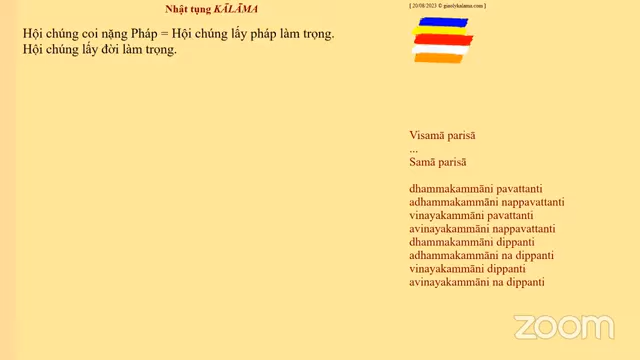 Nhật tụng KĀLĀMA
Hội chúng coi nặng Pháp = Hội chúng lấy pháp làm trọng.
Hội chúng lấy đời làm trọng.
[ 20/08/2023 © giaolykalama.com ]
Visamā parisā
...
Samā parisā
dhammakammāni pavattanti
adhammakammāni nappavattanti
vinayakammāni pavattanti
avinayakammāni nappavattanti
dhammakammāni dippanti
adhammakammāni na dippanti
vinayakammāni dippanti
avinayakammāni na dippanti
zoom